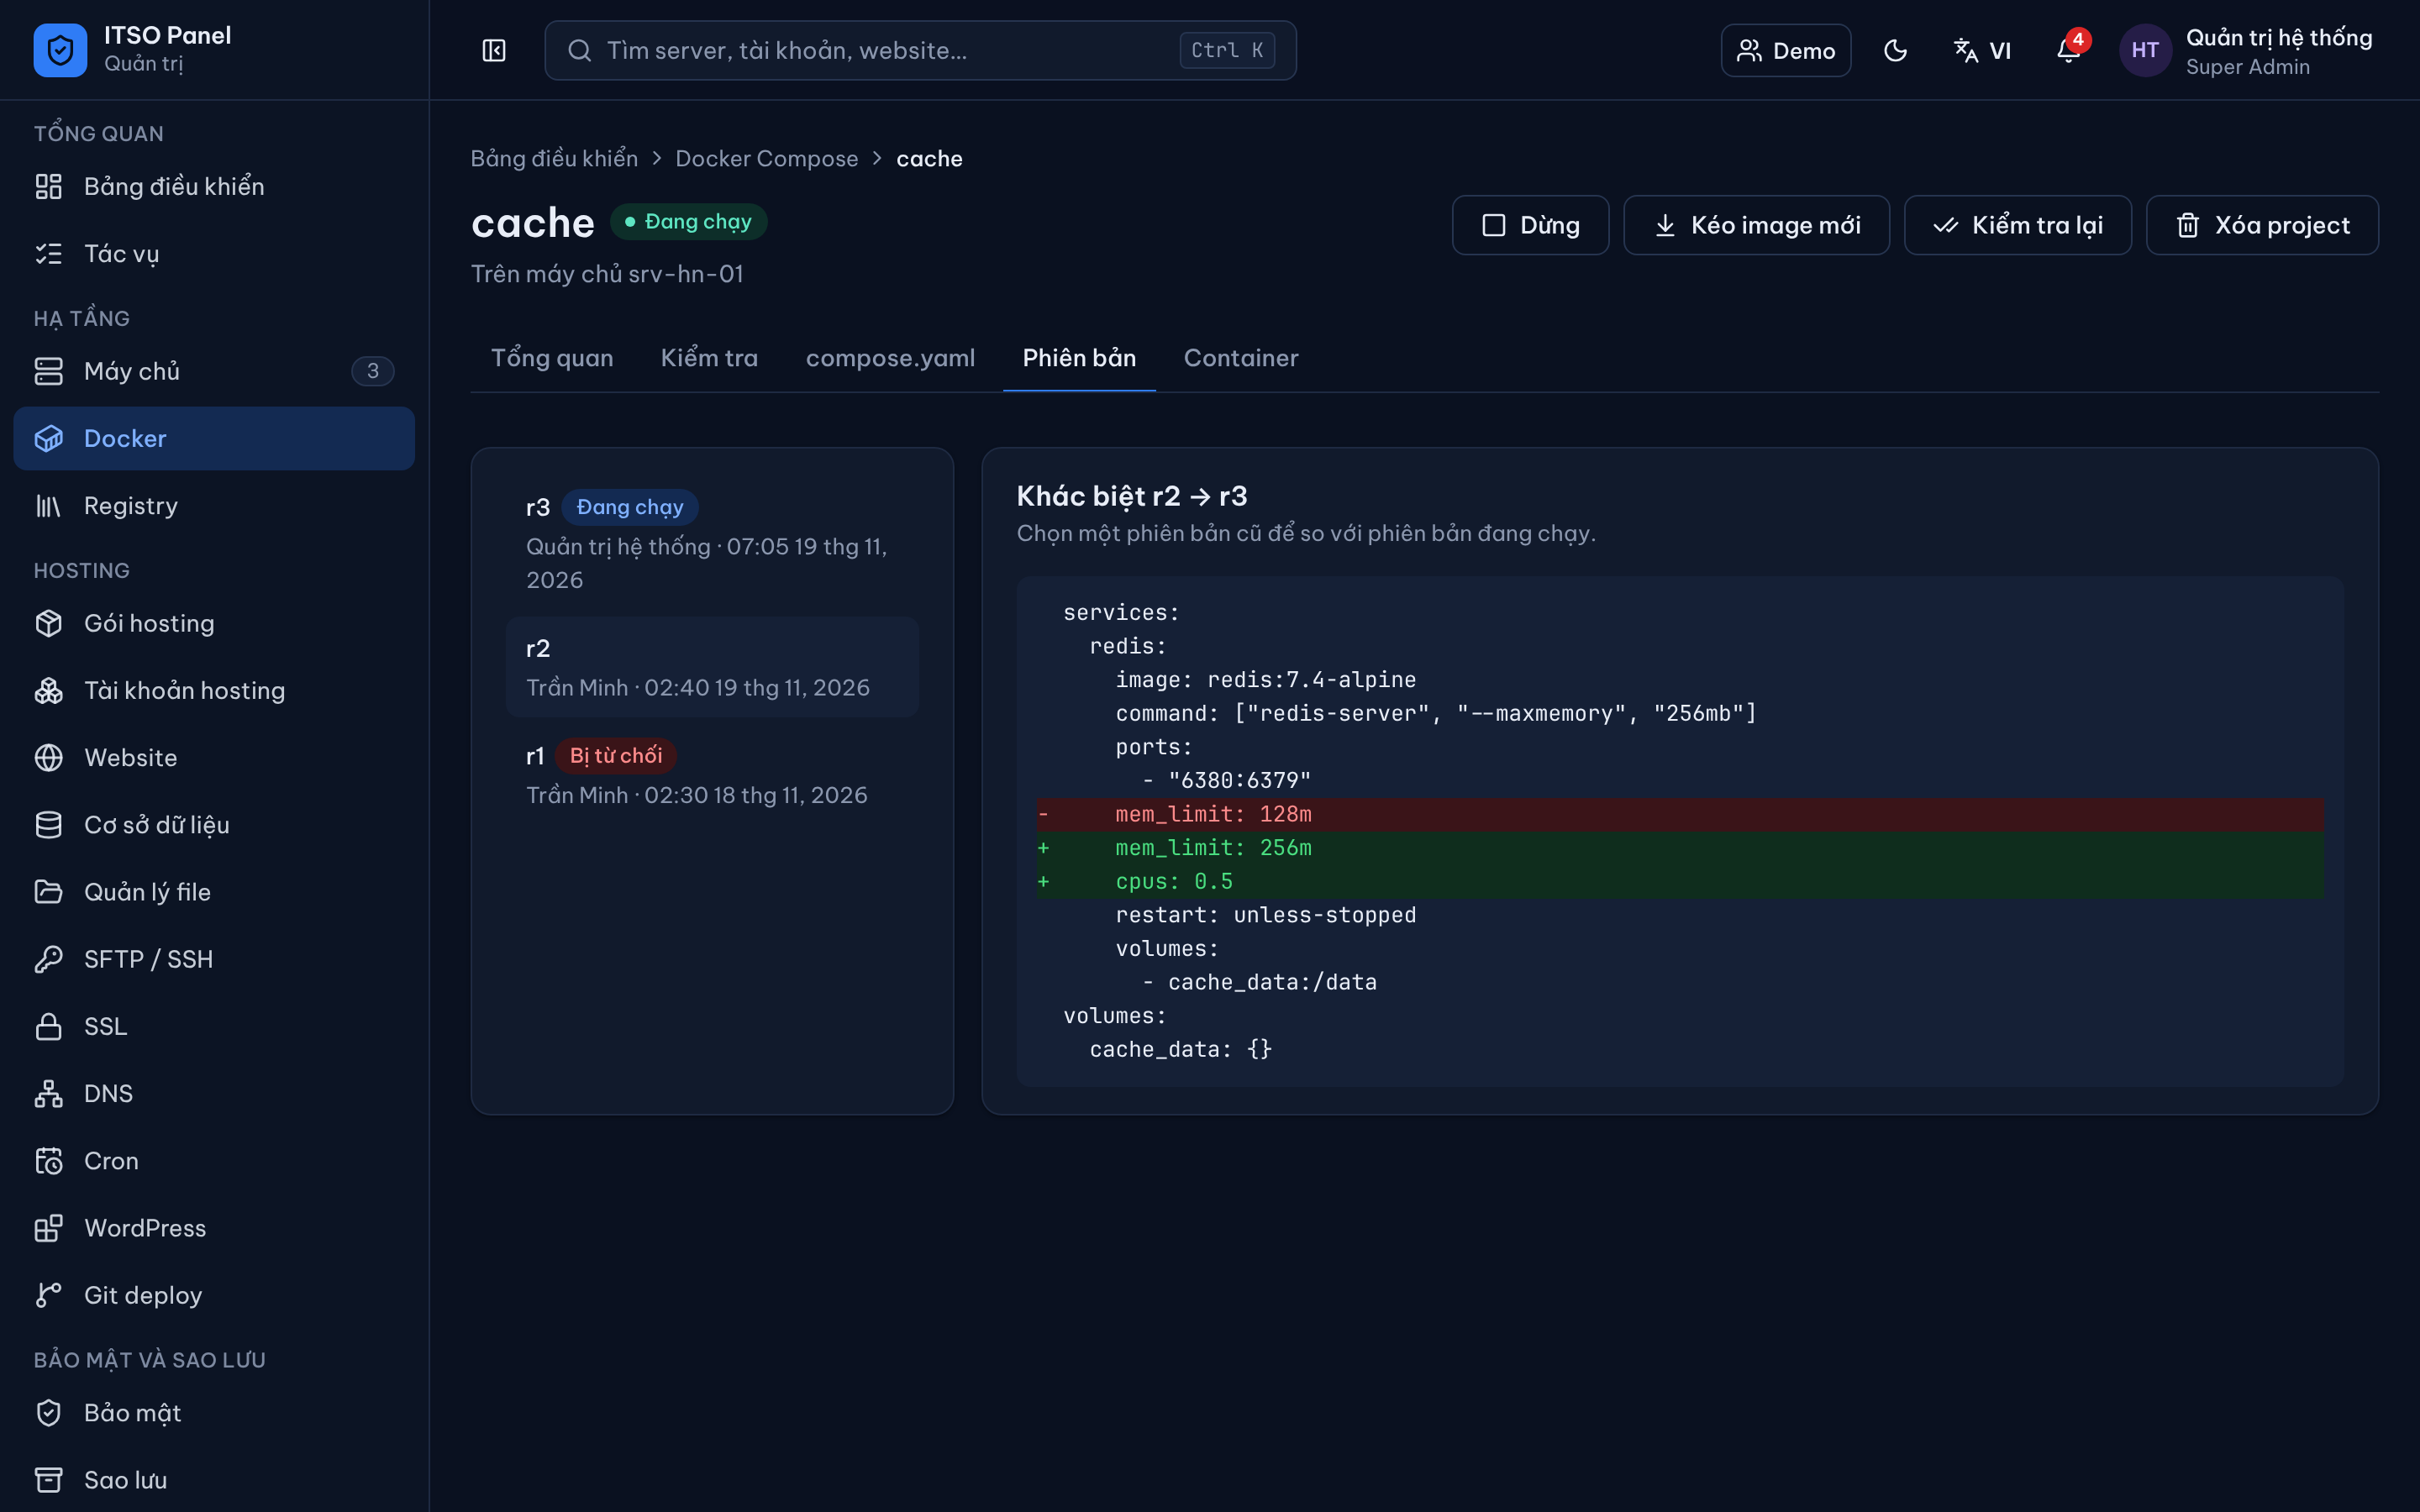 ITSO Panel
Quản trị
Tìm server, tài khoản, website...
Ctrl K
Demo
VI
4
HT
Quản trị hệ thống
Super Admin
TỔNG QUAN
Bảng điều khiển
Tác vụ
HẠ TẦNG
Máy chủ
3
Docker
Registry
HOSTING
Gói hosting
Tài khoản hosting
Website
Cơ sở dữ liệu
Quản lý file
SFTP / SSH
SSL
DNS
Cron
WordPress
Git deploy
BẢO MẬT VÀ SAO LƯU
Bảo mật
Sao lưu
Bảng điều khiển > Docker Compose > cache
cache
Đang chạy
Trên máy chủ srv-hn-01
Dừng
Kéo image mới
Kiểm tra lại
Xóa project
Tổng quan
Kiểm tra
compose.yaml
Phiên bản
Container
r3 Đang chạy
Quản trị hệ thống · 07:05 19 thg 11,
2026
r2
Trần Minh · 02:40 19 thg 11, 2026
r1 Bị từ chối
Trần Minh · 02:30 18 thg 11, 2026
Khác biệt r2 → r3
Chọn một phiên bản cũ để so với phiên bản đang chạy.
services:
redis:
image: redis:7.4-alpine
command: ["redis-server", "--maxmemory", "256mb"]
ports:
- "6380:6379"
- mem_limit: 128m
+ mem_limit: 256m
+ cpus: 0.5
restart: unless-stopped
volumes:
- cache_data:/data
volumes:
cache_data: {}